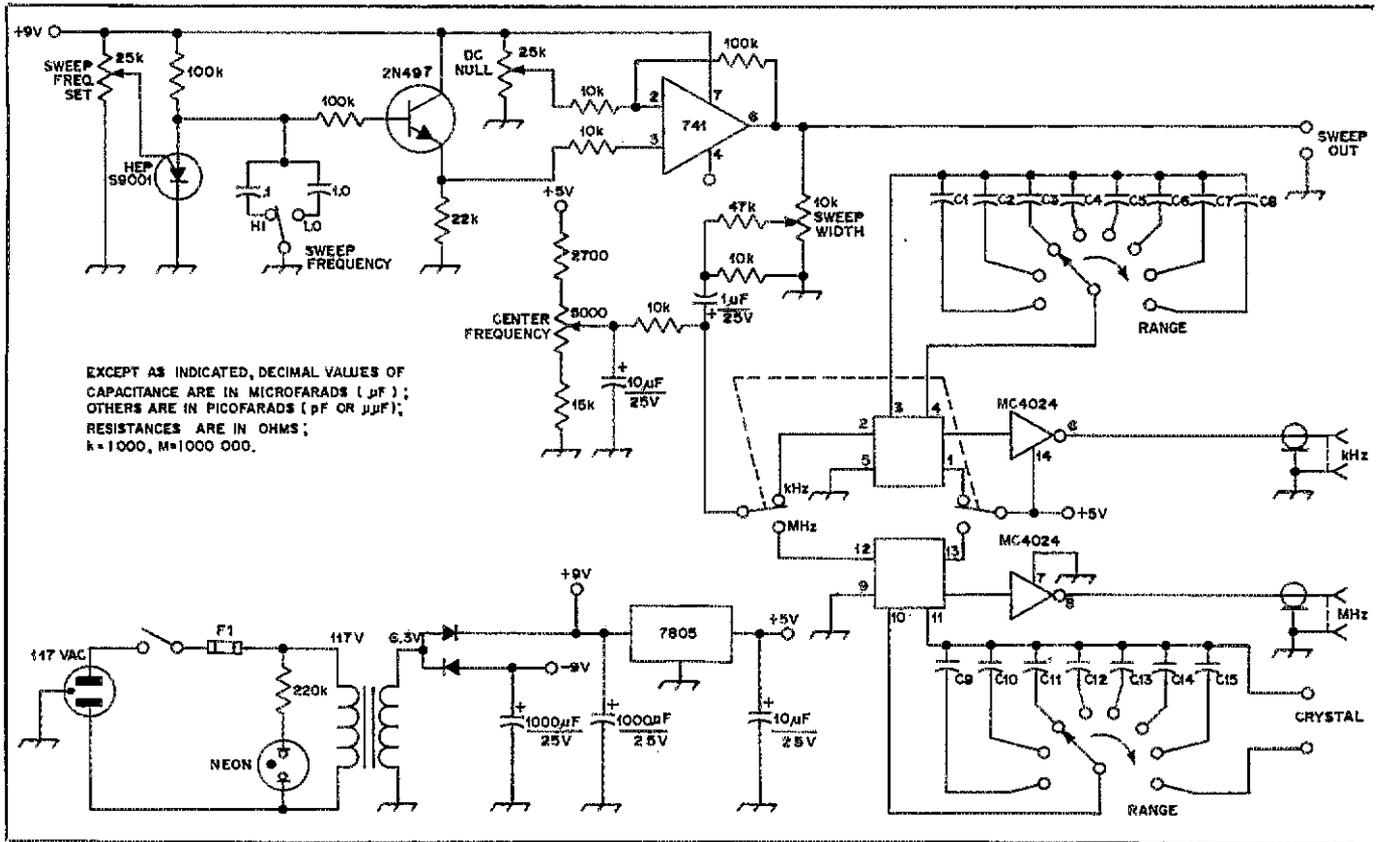 +9V
25k
SWEEP
FREQ.
SET
100k
HEP
S9001
.1
1.0
HI
LO
SWEEP
FREQUENCY
100k
2N497
22k
DC
NULL
25k
10k
10k
100k
2
3
7
4
6
741
SWEEP
OUT
10k
SWEEP
WIDTH
47k
10k
1µF
25V
+
+5V
2700
5000
CENTER
FREQUENCY
15k
10k
+
10µF
25V
C1
C2
C3
C4
C5
C6
C7
C8
RANGE
EXCEPT AS INDICATED, DECIMAL VALUES OF
CAPACITANCE ARE IN MICROFARADS (µF);
OTHERS ARE IN PICOFARADS (pF OR µµF);
RESISTANCES ARE IN OHMS;
k=1000, M=1000 000.
3
4
2
5
1
MC4024
6
14
kHz
kHz
MHz
+5V
12
13
9
10
11
MC4024
7
8
MHz
C9
C10
C11
C12
C13
C14
C15
CRYSTAL
RANGE
117 VAC
F1
220k
NEON
117V
6.3V
+9V
-9V
+
1000µF
25V
+
1000µF
25V
7805
+5V
+
10µF
25V